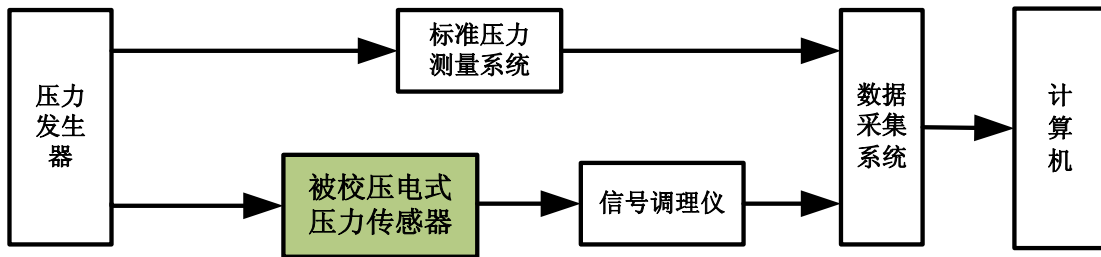 压力
发生
器
标准压力
测量系统
被校压电式
压力传感器
信号调理仪
数据
采集
系统
计
算
机